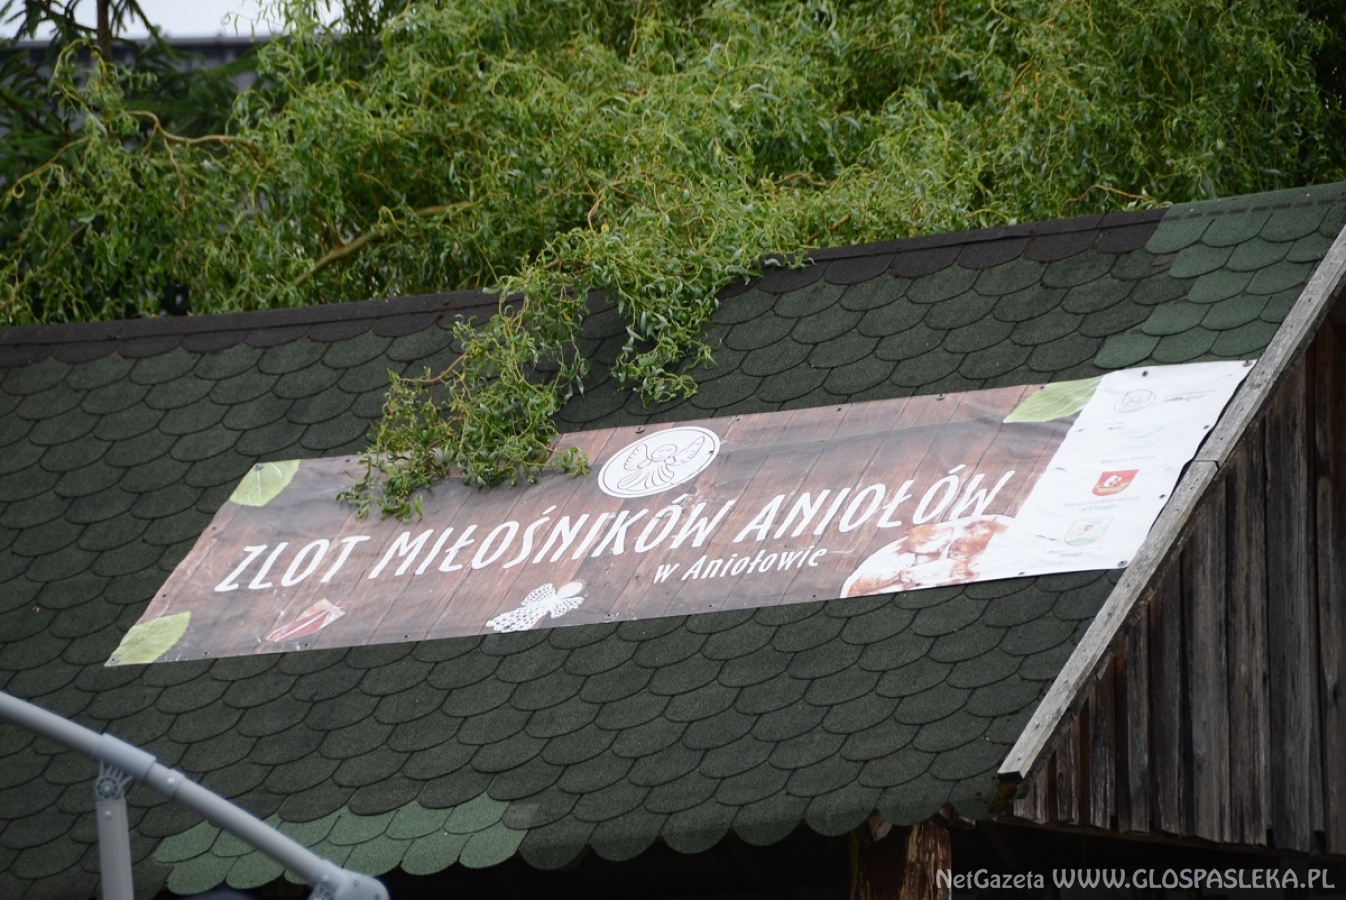 ZLOT MIŁOŚNIKÓW ANIOŁÓW
w Aniołowie
NetGazeta WWW.GLOSPASLEKA.PL